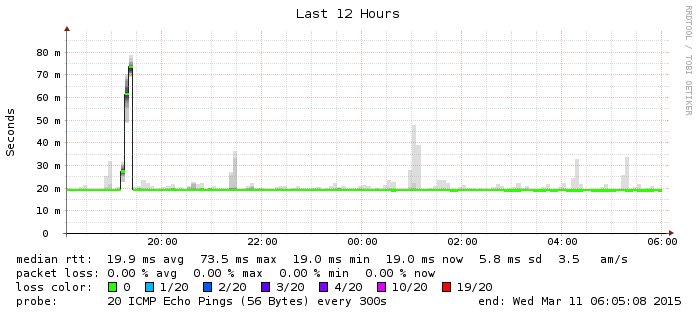 Last 12 Hours
RRDTOOL / TOBI OETIKER
Seconds
80 m
70 m
60 m
50 m
40 m
30 m
20 m
10 m
0
20:00 22:00 00:00 02:00 04:00 06:00
median rtt: 19.9 ms avg 73.5 ms max 19.0 ms min 19.0 ms now 5.8 ms sd 3.5 am/s
packet loss: 0.00 % avg 0.00 % max 0.00 % min 0.00 % now
loss color: 0 1/20 2/20 3/20 4/20 10/20 19/20
probe: 20 ICMP Echo Pings (56 Bytes) every 300s end: Wed Mar 11 06:05:08 2015